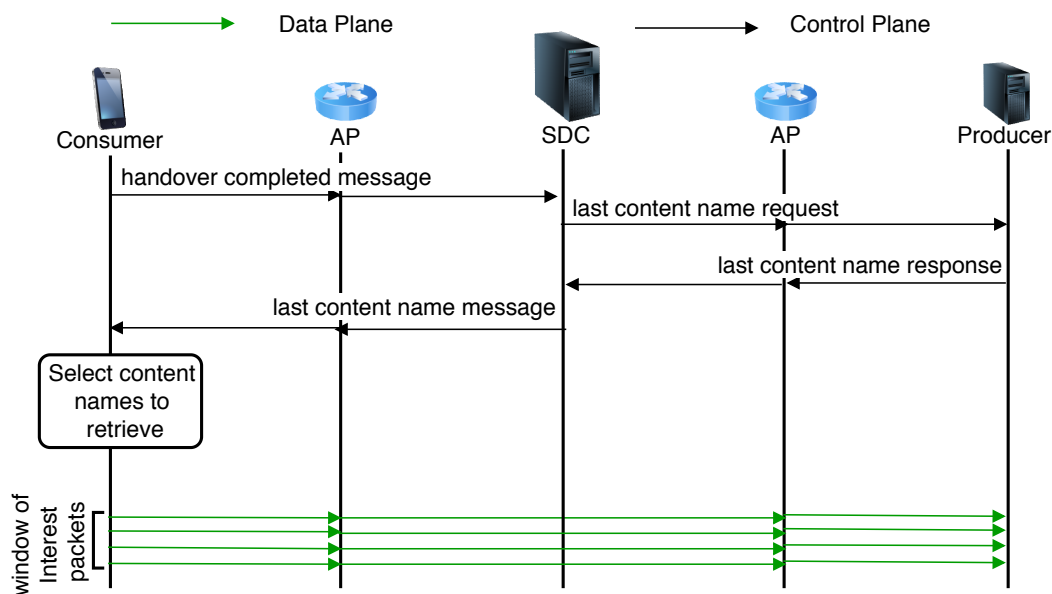 Data Plane
Control Plane
Consumer
AP
SDC
AP
Producer
handover completed message
last content name request
last content name response
last content name message
Select content
names to
retrieve
window of
Interest
packets